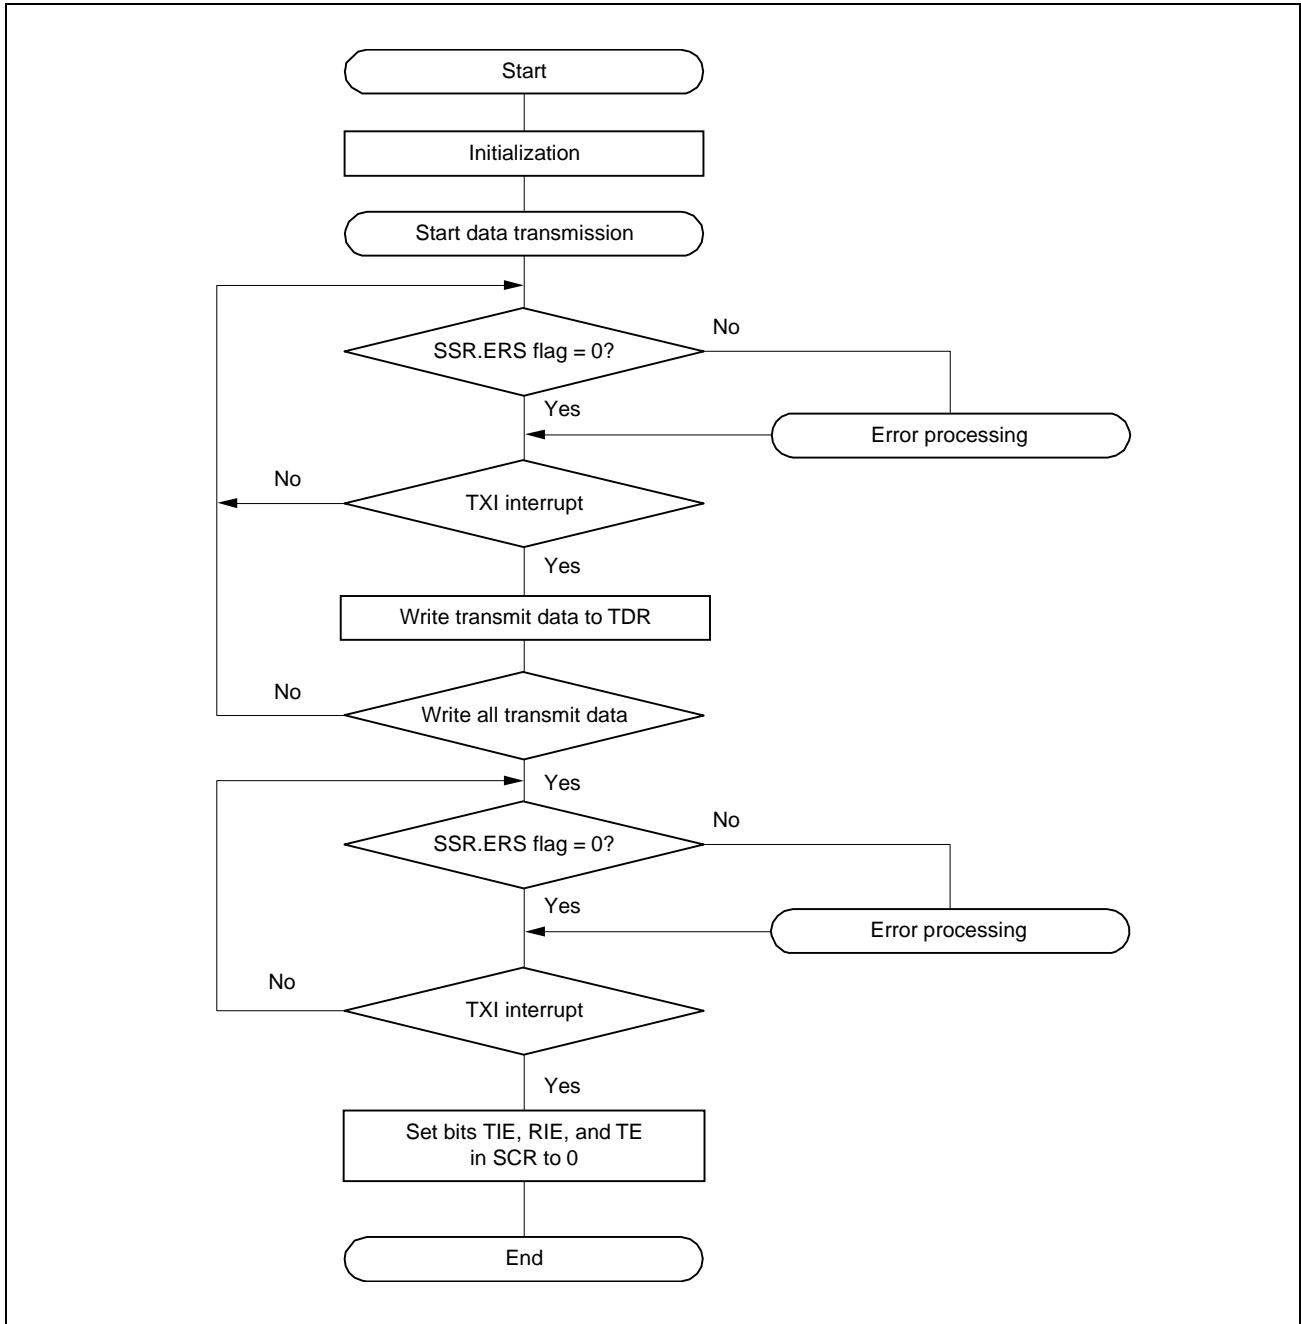 Start
Initialization
Start data transmission
SSR.ERS flag = 0?
No
Yes
Error processing
No
TXI interrupt
Yes
Write transmit data to TDR
No
Write all transmit data
Yes
SSR.ERS flag = 0?
No
Yes
Error processing
No
TXI interrupt
Yes
Set bits TIE, RIE, and TE
in SCR to 0
End